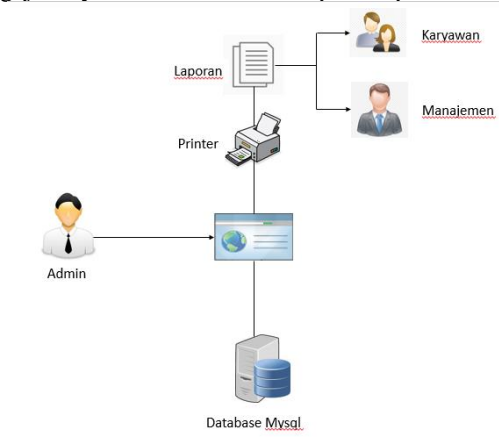 Karyawan
Laporan
Manajemen
Printer
Admin
Database Mysql